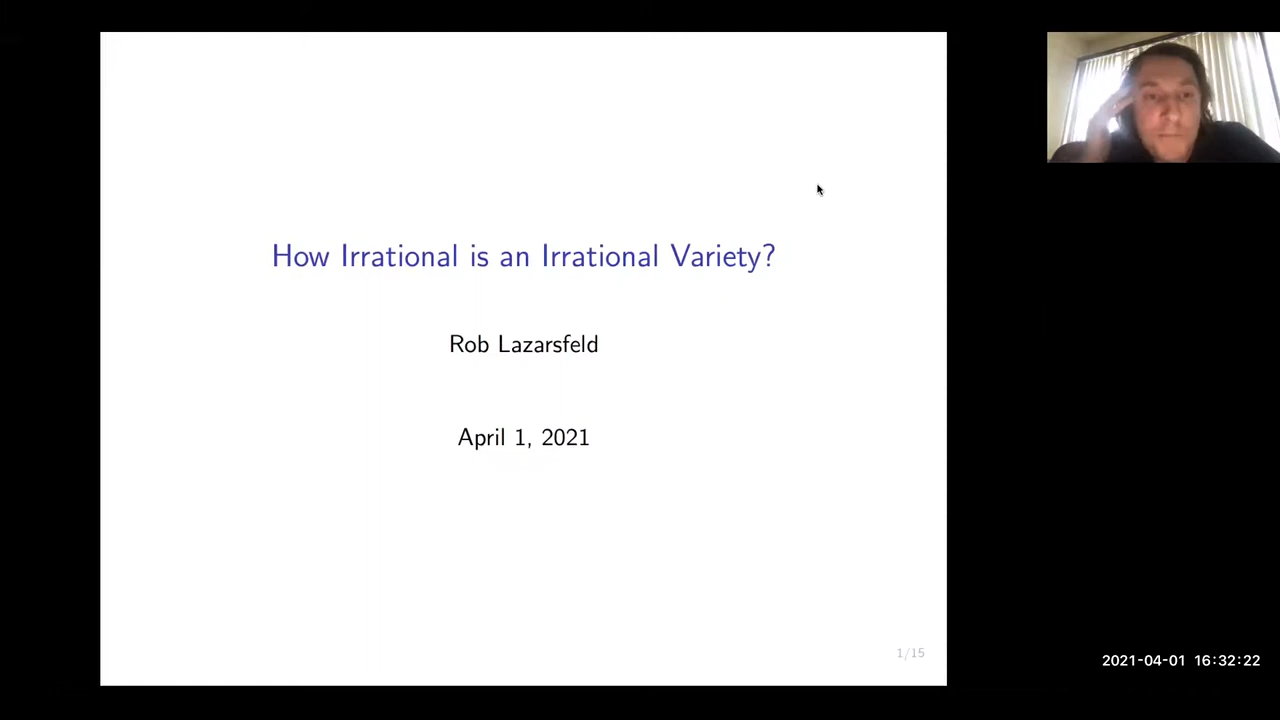 How Irrational is an Irrational Variety?
Rob Lazarsfeld
April 1, 2021
1/15
2021-04-01 16:32:22